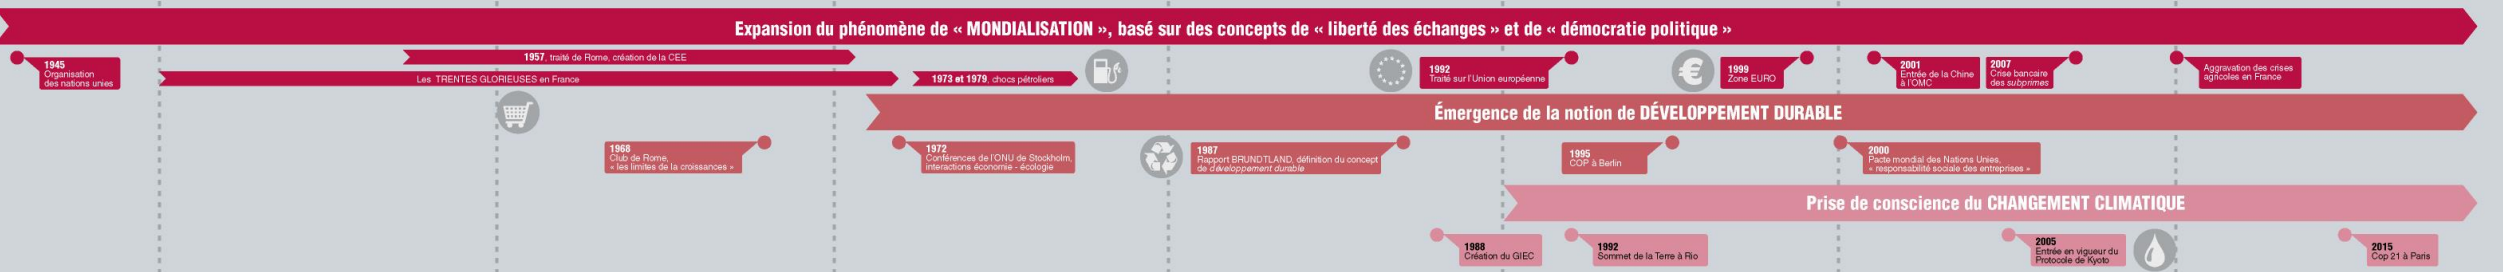 Expansion du phénomène de « MONDIALISATION », basé sur des concepts de « liberté des échanges » et de « démocratie politique »
1945
Organisation
des nations unies
1957, traité de Rome, création de la CEE
Les TRENTES GLORIEUSES en France
1973 et 1979, chocs pétroliers
1992
Traité sur l'Union européenne
€
1999
Zone EURO
2001
Entrée de la Chine
à l'OMC
2007
Crise bancaire
des subprimes
Aggravation des crises
agricoles en France
Émergence de la notion de DÉVELOPPEMENT DURABLE
1968
Club de Rome,
« les limites de la croissances »
1972
Conférences de l'ONU de Stockholm,
interactions économie - écologie
1987
Rapport BRUNDTLAND, définition du concept
de développement durable
1995
COP à Berlin
2000
Pacte mondial des Nations Unies,
« responsabilité sociale des entreprises »
Prise de conscience du CHANGEMENT CLIMATIQUE
1988
Création du GIEC
1992
Sommet de la Terre à Rio
2005
Entrée en vigueur du
Protocole de Kyoto
2015
Cop 21 à Paris